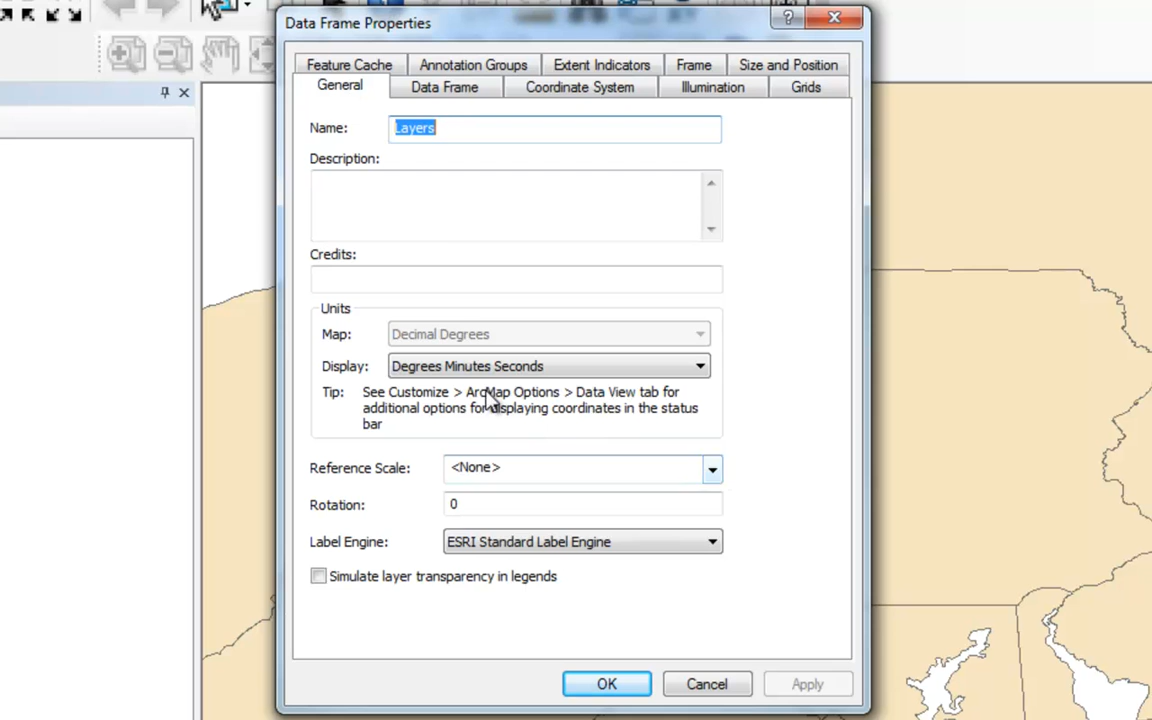 Data Frame Properties
Feature Cache Annotation Groups Extent Indicators Frame Size and Position
General Data Frame Coordinate System Illumination Grids
Name: Layers
Description:
Credits:
Units
Map: Decimal Degrees
Display: Degrees Minutes Seconds
Tip: See Customize > ArcMap Options > Data View tab for
additional options for displaying coordinates in the status
bar
Reference Scale: <None>
Rotation: 0
Label Engine: ESRI Standard Label Engine
Simulate layer transparency in legends
OK Cancel Apply